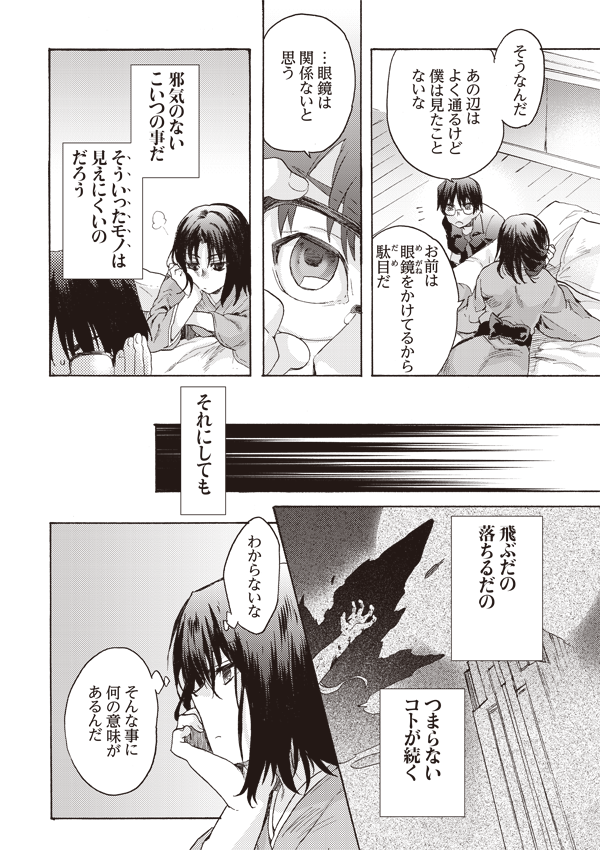 そうなんだ
あの辺は
よく通るけど
僕は見たこと
ないな
お前は
眼鏡をかけてるから
めがね
駄目だ
だめ
…眼鏡は
関係ないと
思う
邪気のない
こいつの事だ
そういったモノは
見えにくいの
だろう
それにしても
飛ぶだの
落ちるだの
つまらない
コトが続く
わからないな
そんな事に
何の意味が
あるんだ